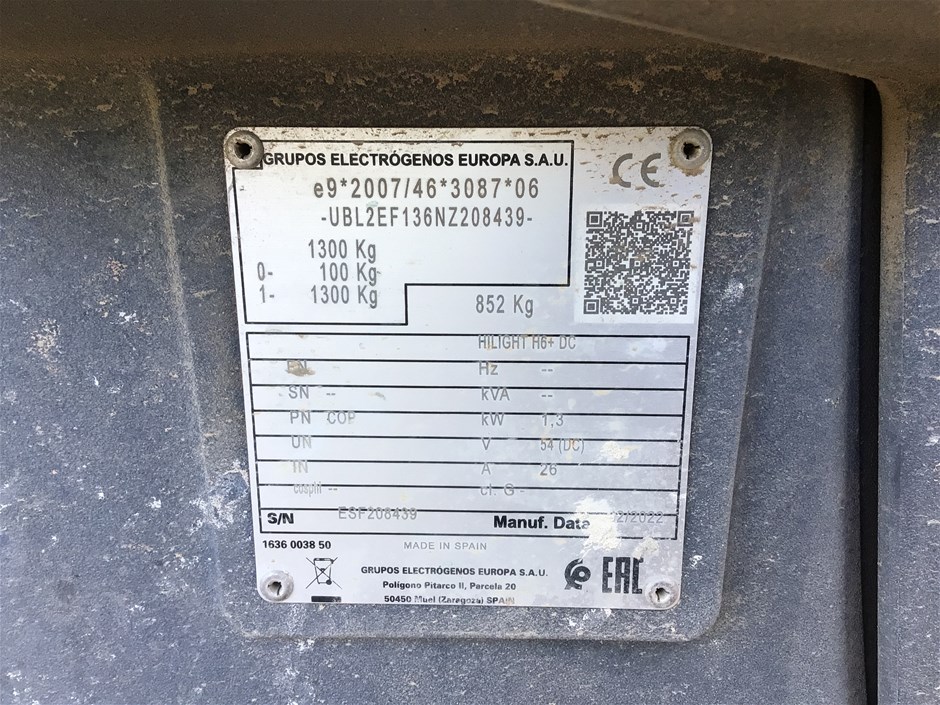 GRUPOS ELECTRÓGENOS EUROPA S.A.U.
CE
e9*2007/46*3087*06
-UBL2EF136NZ208439-
1300 Kg
0- 100 Kg
1- 1300 Kg
852 Kg
HILIGHT H6+ DC
FN Hz --
SN -- kVA --
PN COP kW 1,3
UN V 54 (DC)
IN A 26
cosphi -- cl. G -
S/N ESF208439 Manuf. Date 02/2022
1636 0038 50 MADE IN SPAIN
GRUPOS ELECTRÓGENOS EUROPA S.A.U.
Polígono Pitarco II, Parcela 20
50450 Muel (Zaragoza) SPAIN
EAC